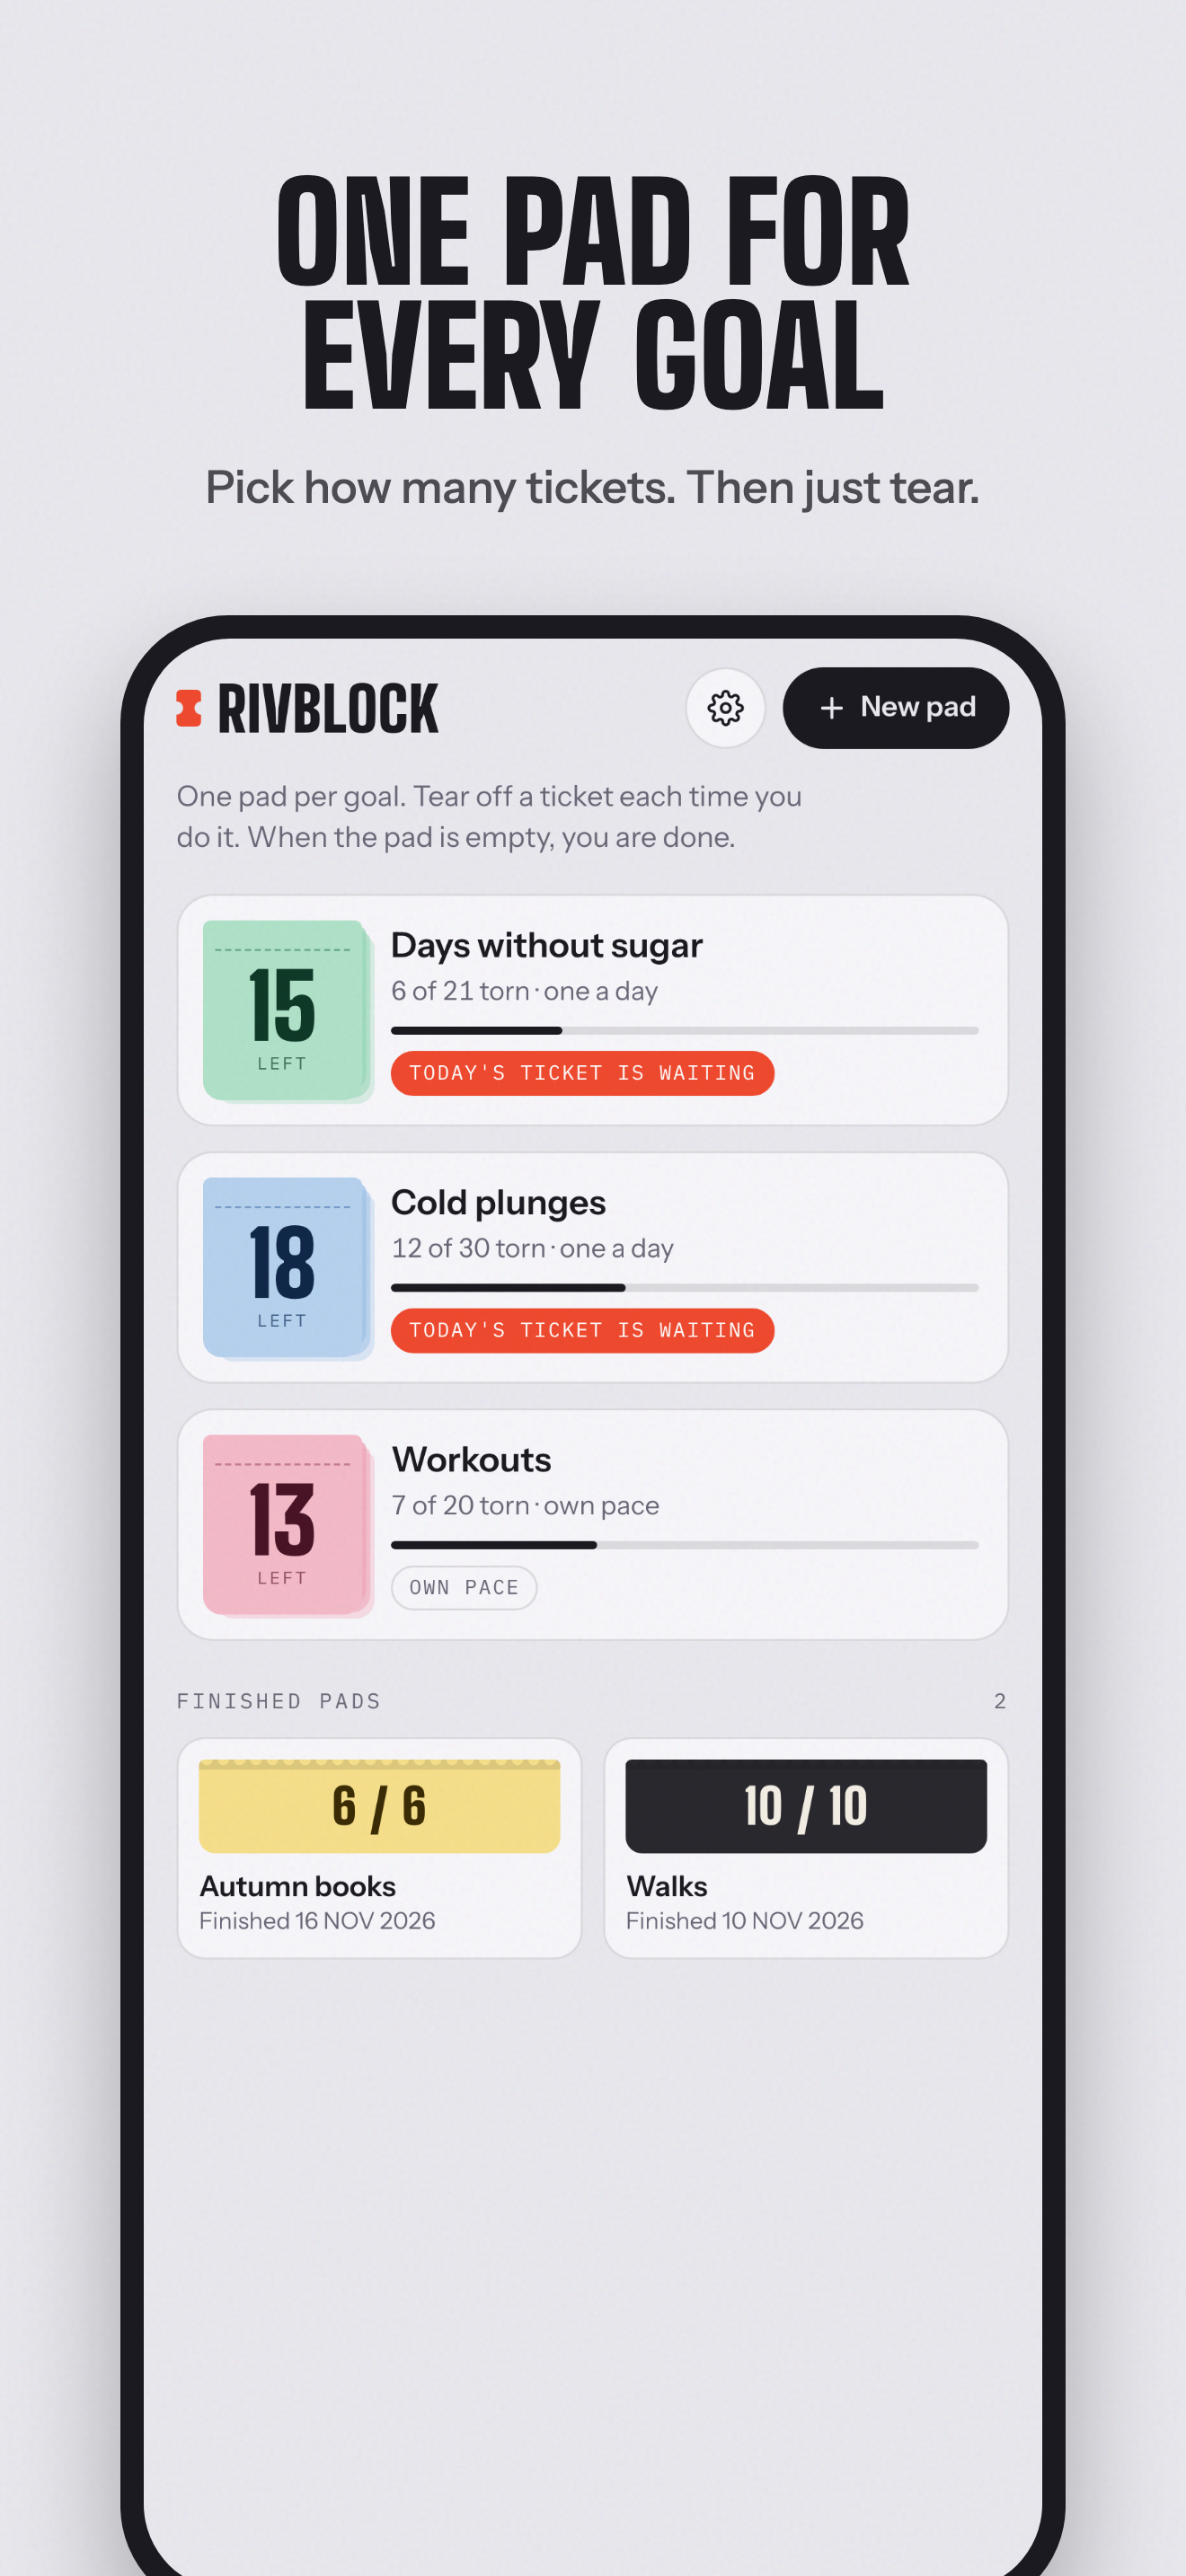 ONE PAD FOR
EVERY GOAL
Pick how many tickets. Then just tear.
RIVBLOCK
+ New pad
One pad per goal. Tear off a ticket each time you
do it. When the pad is empty, you are done.
15
LEFT
Days without sugar
6 of 21 torn · one a day
TODAY'S TICKET IS WAITING
18
LEFT
Cold plunges
12 of 30 torn · one a day
TODAY'S TICKET IS WAITING
13
LEFT
Workouts
7 of 20 torn · own pace
OWN PACE
FINISHED PADS 2
6 / 6
Autumn books
Finished 16 NOV 2026
10 / 10
Walks
Finished 10 NOV 2026